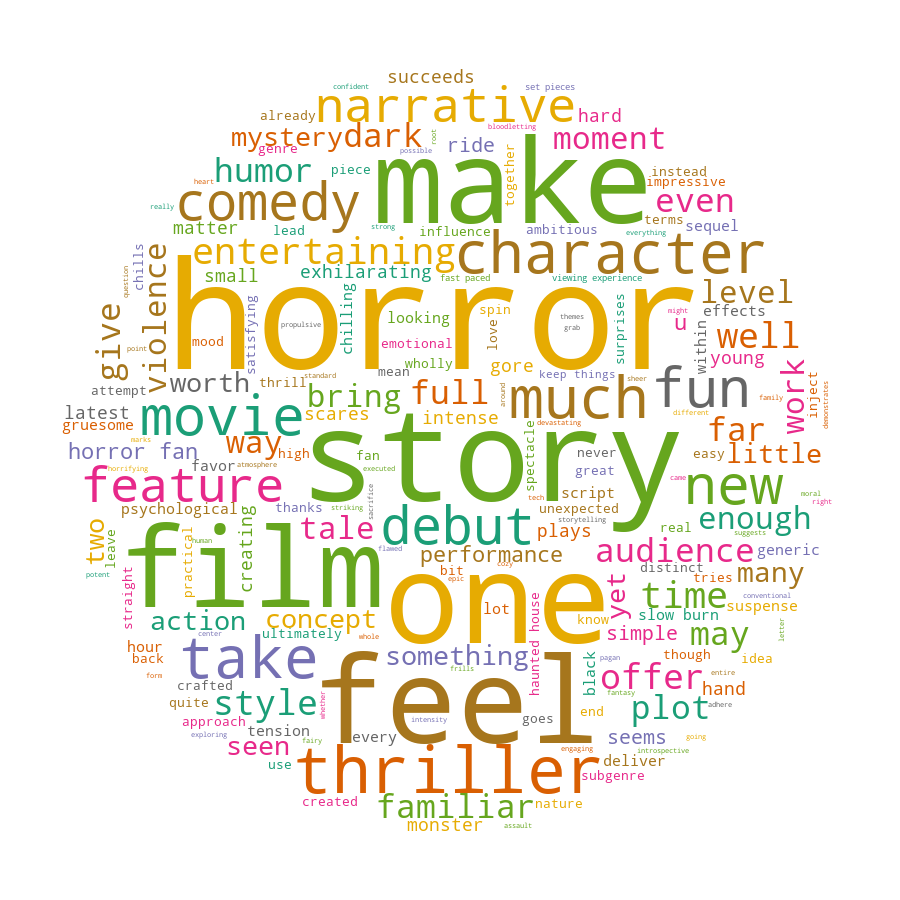 succeeds
confident
set pieces
narrative
already
hard
bloodletting
mystery
dark
root
moment
genre
possible
ride
together
make
humor
piece
instead
heart
impressive
comedy
even
really
matter
lead
strong
influence
ambitious
everything
terms
sequel
chills
violence
entertaining
character
question
small
exhilarating
fast paced
viewing experience
level
horror
satisfying
chilling
looking
spin
love
themes
grab
surprises
might
u
effects
within
well
give
mood
propulsive
emotional
young
point
wholly
gore
keep things
attempt
worth
thrill
standard
mean
around
much
sheer
fun
family
work
inject
demonstrates
latest
gruesome
movie
bring
scares
full
intense
devastating
different
far
marks
horror fan
way
high
fan
spectacle
never
great
easy
little
horrifying
favor
atmosphere
executed
story
tech
came
feature
sacrifice
script
new
moral
right
psychological
thanks
striking
unexpected
storytelling
suggests
enough
two
leave
creating
tale
debut
plays
real
human
flawed
performance
audience
generic
potent
practical
film
bit
epic
cozy
distinct
tries
many
straight
one
yet
time
conventional
suspense
action
concept
lot
know
slow burn
letter
center
ultimately
haunted house
simple
may
hour
back
take
whole
something
black
pagan
though
idea
form
frills
offer
entire
crafted
feel
hand
quite
style
whether
fantasy
plot
adhere
approach
intensity
goes
end
exploring
tension
every
seems
going
seen
fairy
engaging
introspective
use
thriller
deliver
subgenre
created
familiar
nature
monster
assault